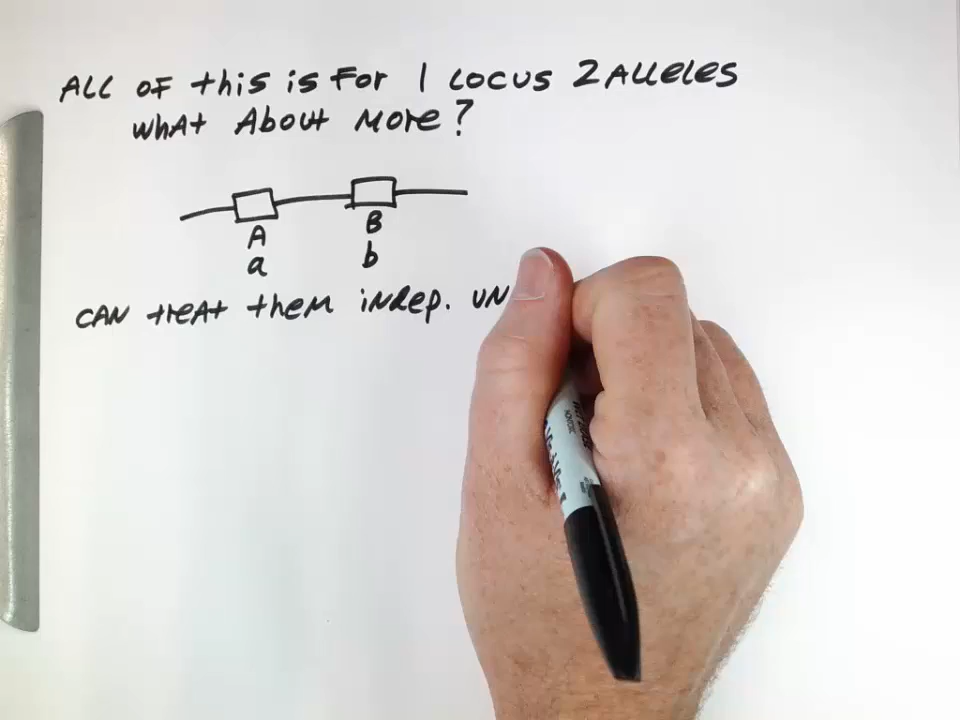 ALL OF this is For 1 LOCUS 2 Alleles
WhAt About More?
A
a
B
b
CAN treAt them inDep. UN